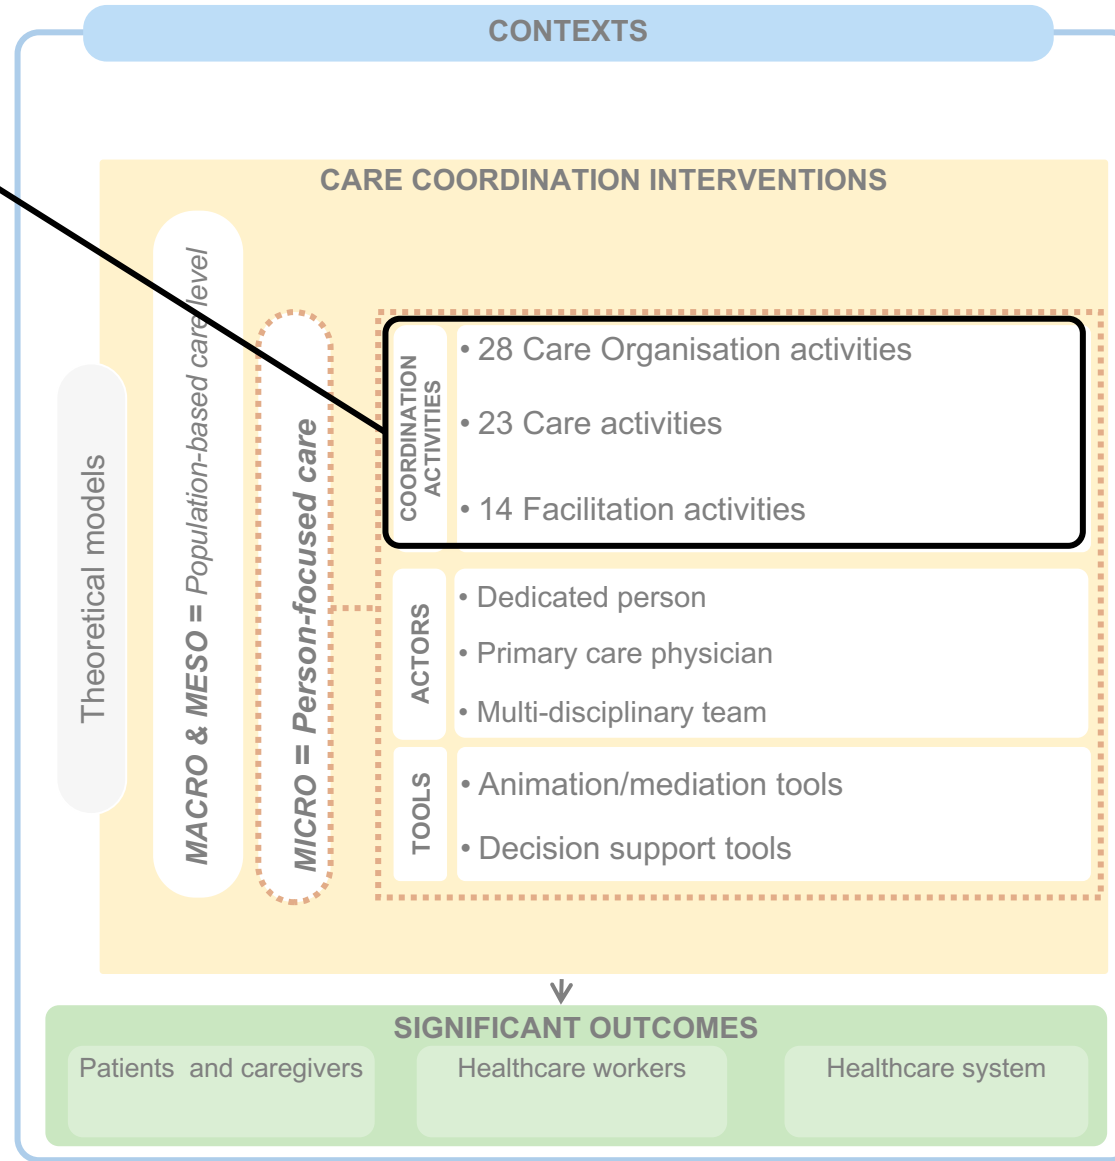 CONTEXTS
CARE COORDINATION INTERVENTIONS
Theoretical models
MACRO & MESO = Population-based care level
MICRO = Person-focused care
COORDINATION
ACTIVITIES
• 28 Care Organisation activities
• 23 Care activities
• 14 Facilitation activities
ACTORS
• Dedicated person
• Primary care physician
• Multi-disciplinary team
TOOLS
• Animation/mediation tools
• Decision support tools
SIGNIFICANT OUTCOMES
Patients and caregivers
Healthcare workers
Healthcare system